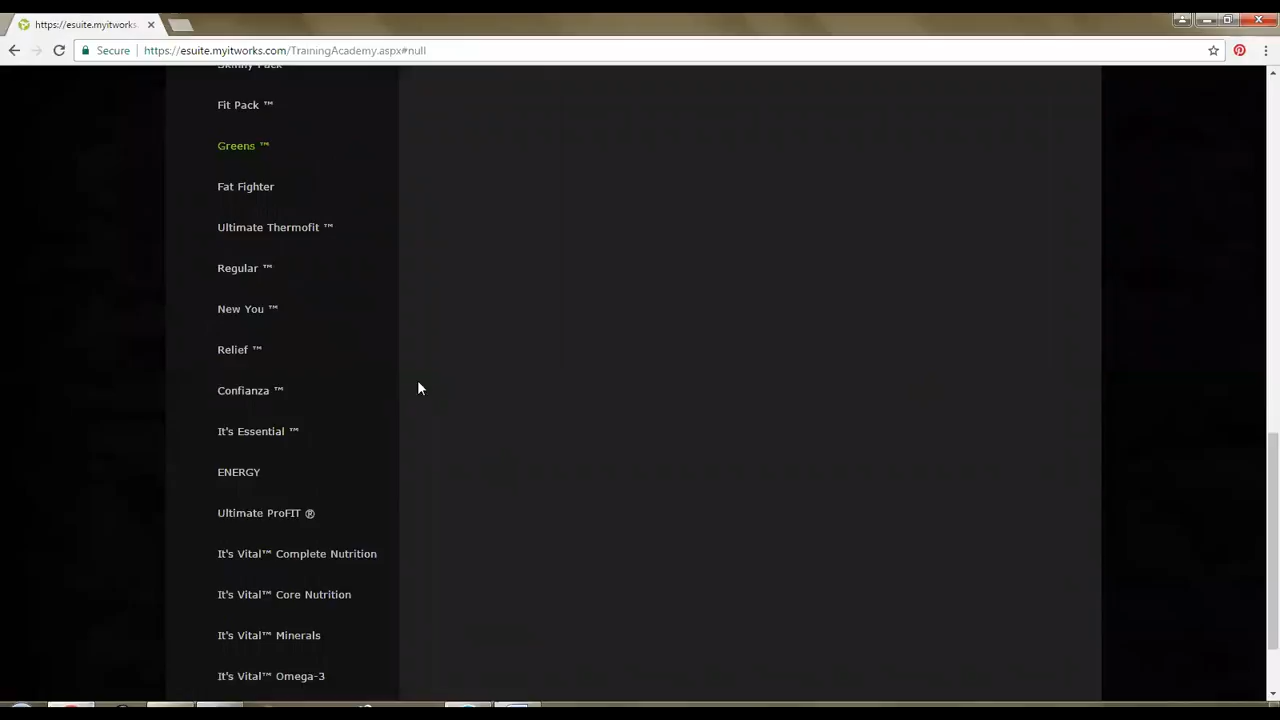 https://esuite.myitworks
Secure
https://esuite.myitworks.com/TrainingAcademy.aspx#null
Skinny Pack
Fit Pack ™
Greens ™
Fat Fighter
Ultimate Thermofit ™
Regular ™
New You ™
Relief ™
Confianza ™
It's Essential ™
ENERGY
Ultimate ProFIT ®
It's Vital™ Complete Nutrition
It's Vital™ Core Nutrition
It's Vital™ Minerals
It's Vital™ Omega-3